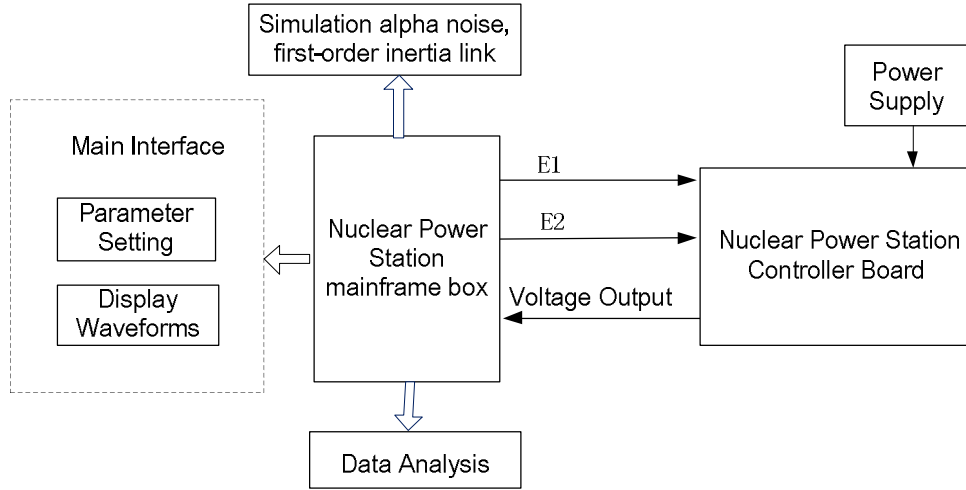 Simulation alpha noise,
first-order inertia link
Power
Supply
Main Interface
Parameter
Setting
Display
Waveforms
Nuclear Power
Station
mainframe box
E1
E2
Voltage Output
Nuclear Power Station
Controller Board
Data Analysis